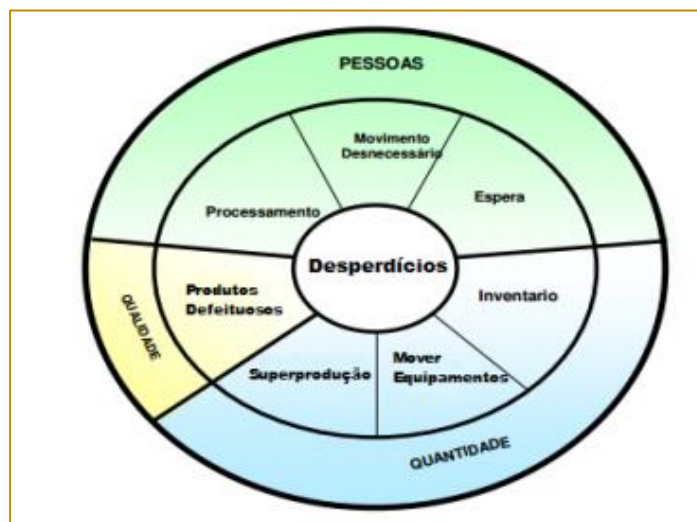 PESSOAS
Movimento
Desnecessário
Processamento
Espera
Desperdícios
Produtos
Defeituosos
Inventario
QUALIDADE
Superprodução
Mover
Equipamentos
QUANTIDADE